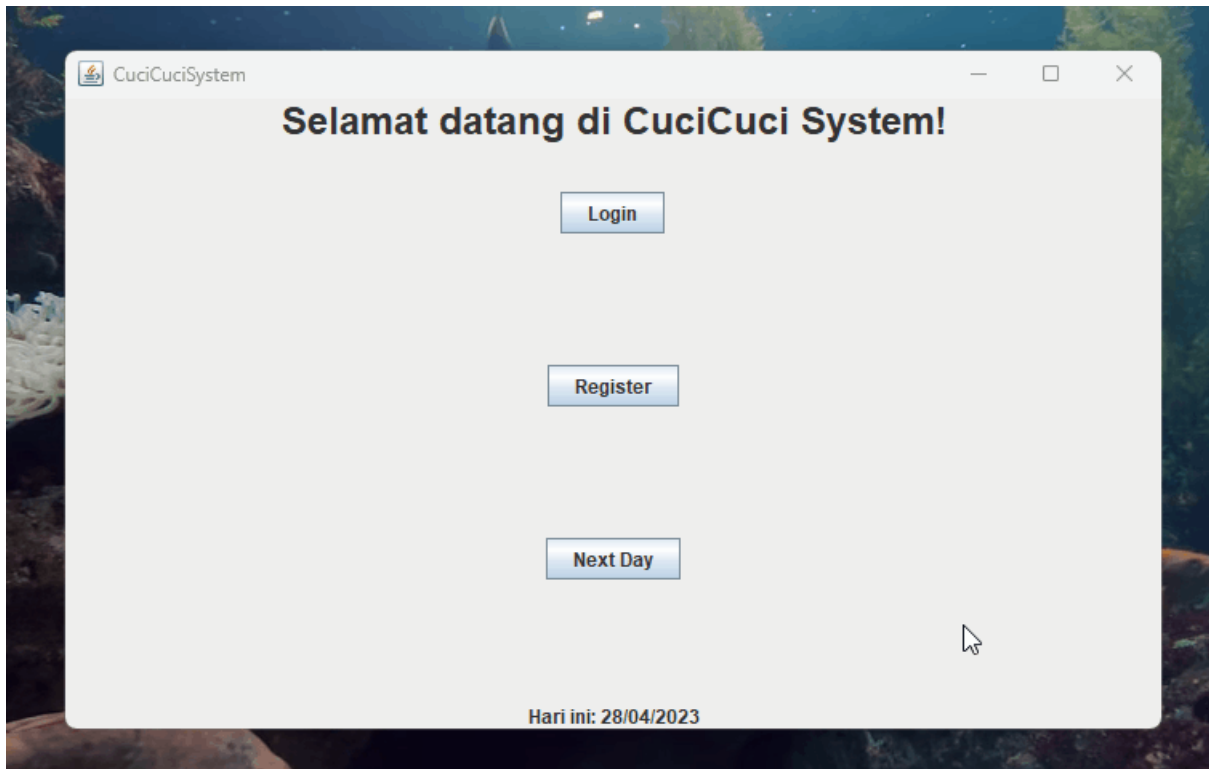 CuciCuciSystem
Selamat datang di CuciCuci System!
Login
Register
Next Day
Hari ini: 28/04/2023